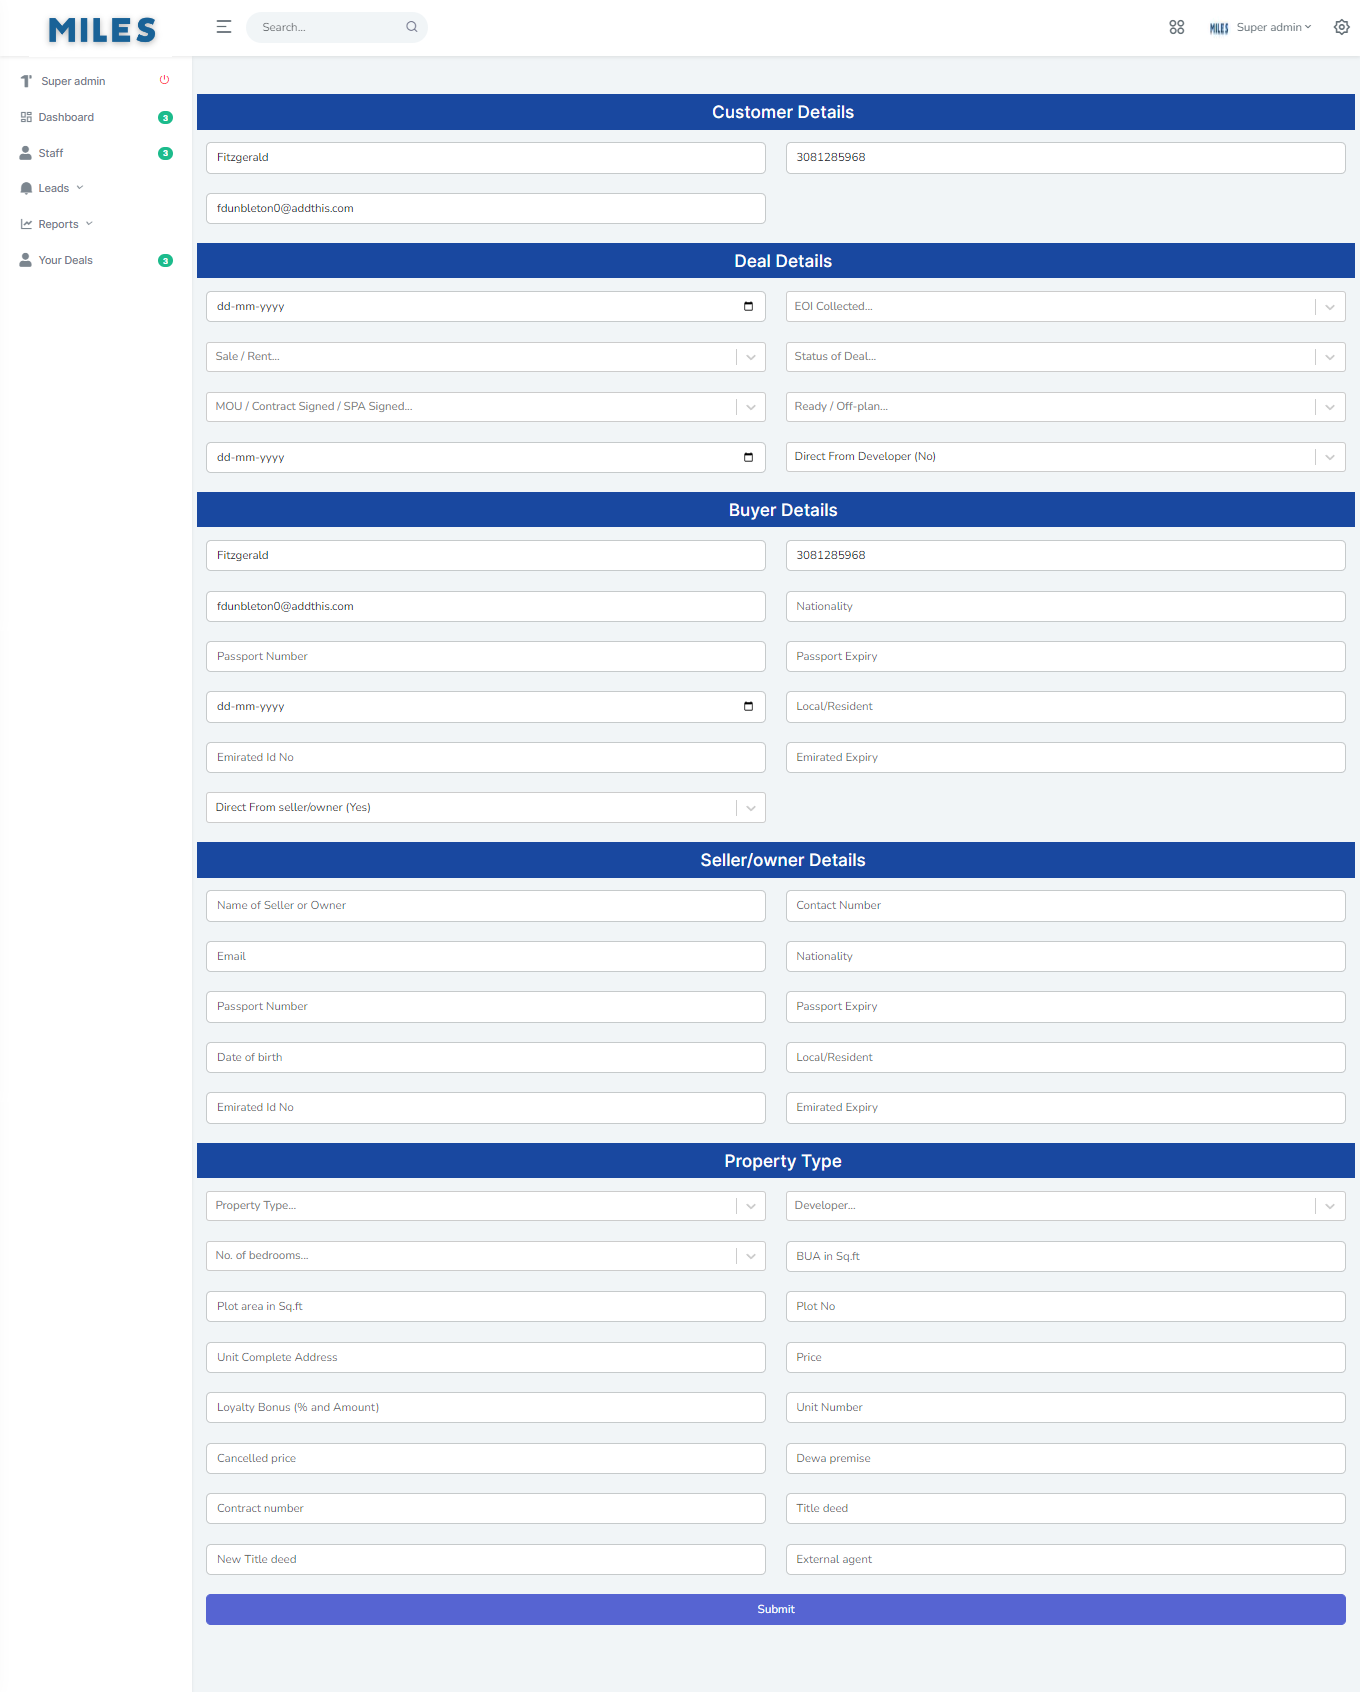 MILES
Search...
MILES Super admin
Super admin
Dashboard 3
Staff 3
Leads
Reports
Your Deals 3
Customer Details
Fitzgerald 3081285968
fdunbleton0@addthis.com
Deal Details
dd-mm-yyyy EOI Collected...
Sale / Rent... Status of Deal...
MOU / Contract Signed / SPA Signed... Ready / Off-plan...
dd-mm-yyyy Direct From Developer (No)
Buyer Details
Fitzgerald 3081285968
fdunbleton0@addthis.com Nationality
Passport Number Passport Expiry
dd-mm-yyyy Local/Resident
Emirated Id No Emirated Expiry
Direct From seller/owner (Yes)
Seller/owner Details
Name of Seller or Owner Contact Number
Email Nationality
Passport Number Passport Expiry
Date of birth Local/Resident
Emirated Id No Emirated Expiry
Property Type
Property Type... Developer...
No. of bedrooms... BUA in Sq.ft
Plot area in Sq.ft Plot No
Unit Complete Address Price
Loyalty Bonus (% and Amount) Unit Number
Cancelled price Dewa premise
Contract number Title deed
New Title deed External agent
Submit